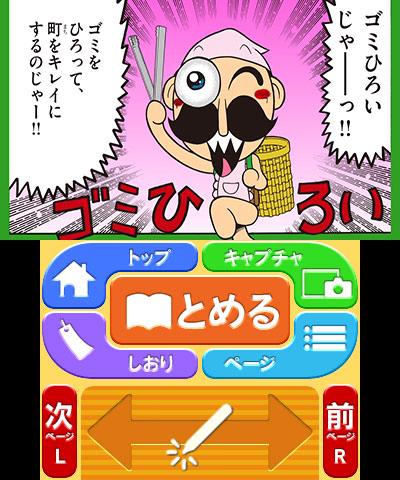 ゴミひろい
じゃーーっ!!
ゴミを
ひろって、
町をキレイに
まち
するのじゃー!!
ゴミひろい
トップ
キャプチャ
とめる
しおり
ページ
次
ページ
L
前
ページ
R